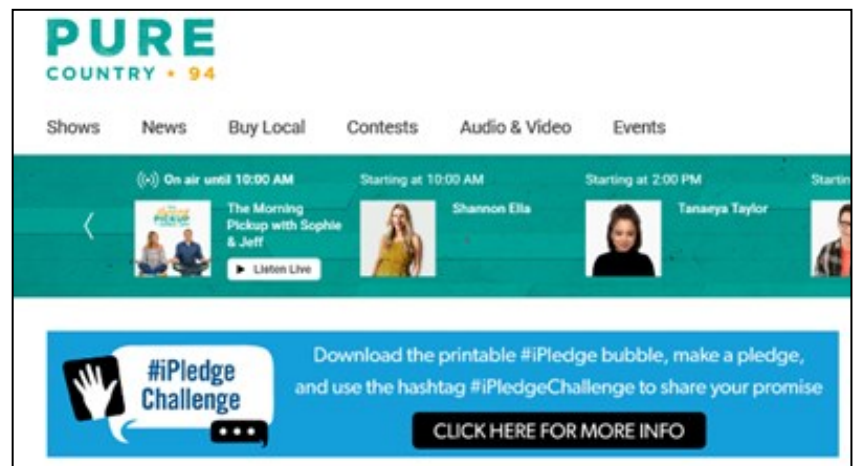 PURE
COUNTRY • 94
Shows News Buy Local Contests Audio & Video Events
On air until 10:00 AM
The Morning
Pickup with Sophie
& Jeff
Listen Live
Starting at 10:00 AM
Shannon Ella
Starting at 2:00 PM
Tanaeya Taylor
Startin
#iPledge
Challenge
Download the printable #iPledge bubble, make a pledge,
and use the hashtag #iPledgeChallenge to share your promise
CLICK HERE FOR MORE INFO